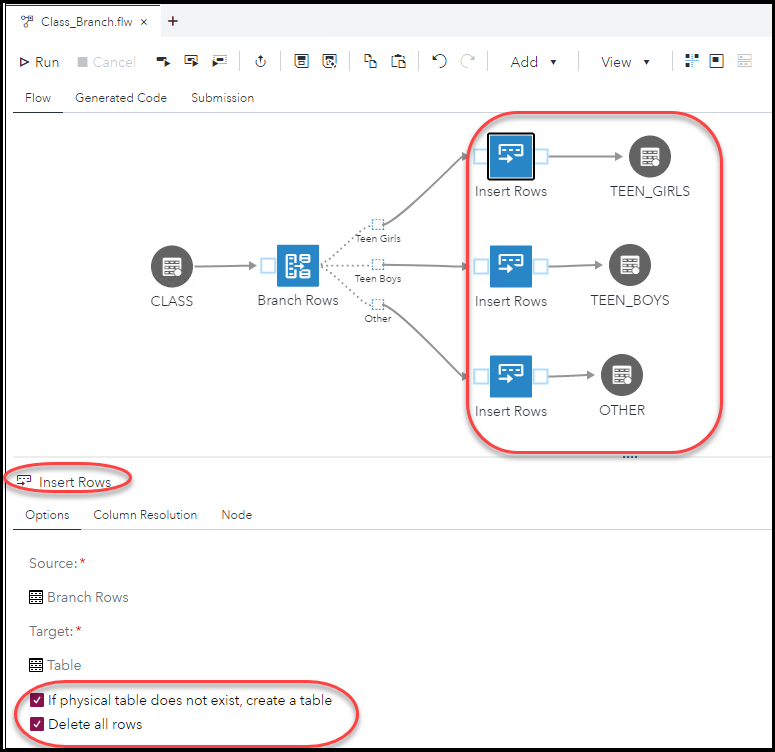 Class_Branch.flw × +
Run Cancel Add View
Flow Generated Code Submission
Insert Rows TEEN_GIRLS
Teen Girls
CLASS Branch Rows Teen Boys Insert Rows TEEN_BOYS
Other
Insert Rows OTHER
Insert Rows
Options Column Resolution Node
Source: *
Branch Rows
Target: *
Table
If physical table does not exist, create a table
Delete all rows